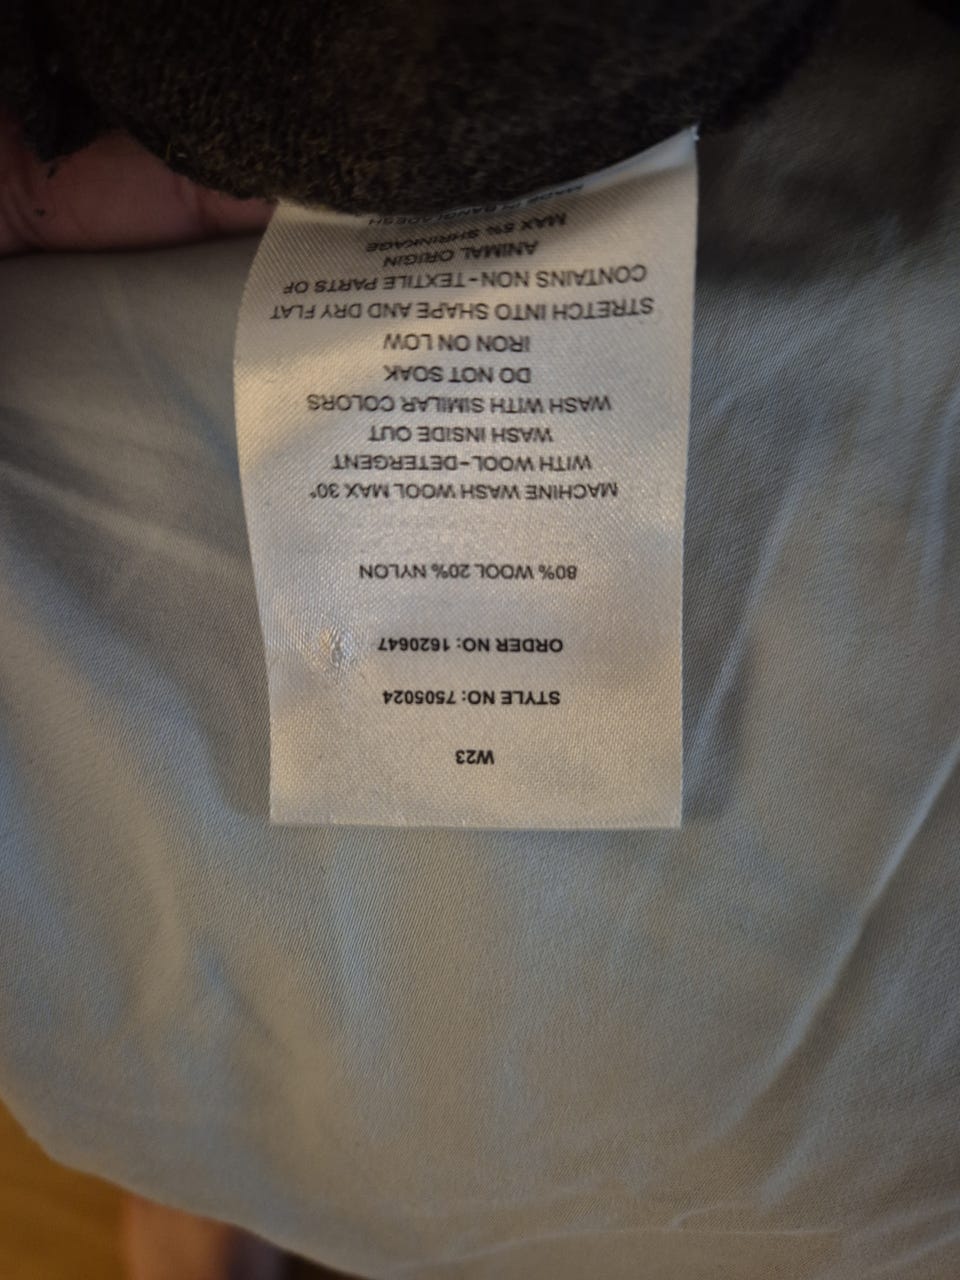 W23
STYLE NO: 7505024
ORDER NO: 1620647
80% WOOL 20% NYLON
MACHINE WASH WOOL MAX 30°
WITH WOOL-DETERGENT
WASH INSIDE OUT
WASH WITH SIMILAR COLORS
DO NOT SOAK
IRON ON LOW
STRETCH INTO SHAPE AND DRY FLAT
CONTAINS NON-TEXTILE PARTS OF
ANIMAL ORIGIN
MAX 5% SHRINKAGE
MADE IN BANGLADESH